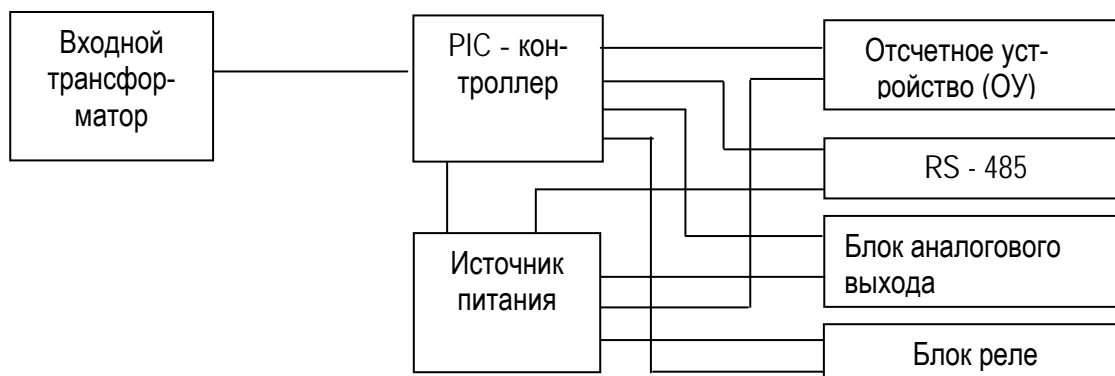 Входной
трансфор-
матор
PIC - кон-
троллер
Отсчетное уст-
ройство (ОУ)
RS - 485
Источник
питания
Блок аналогового
выхода
Блок реле